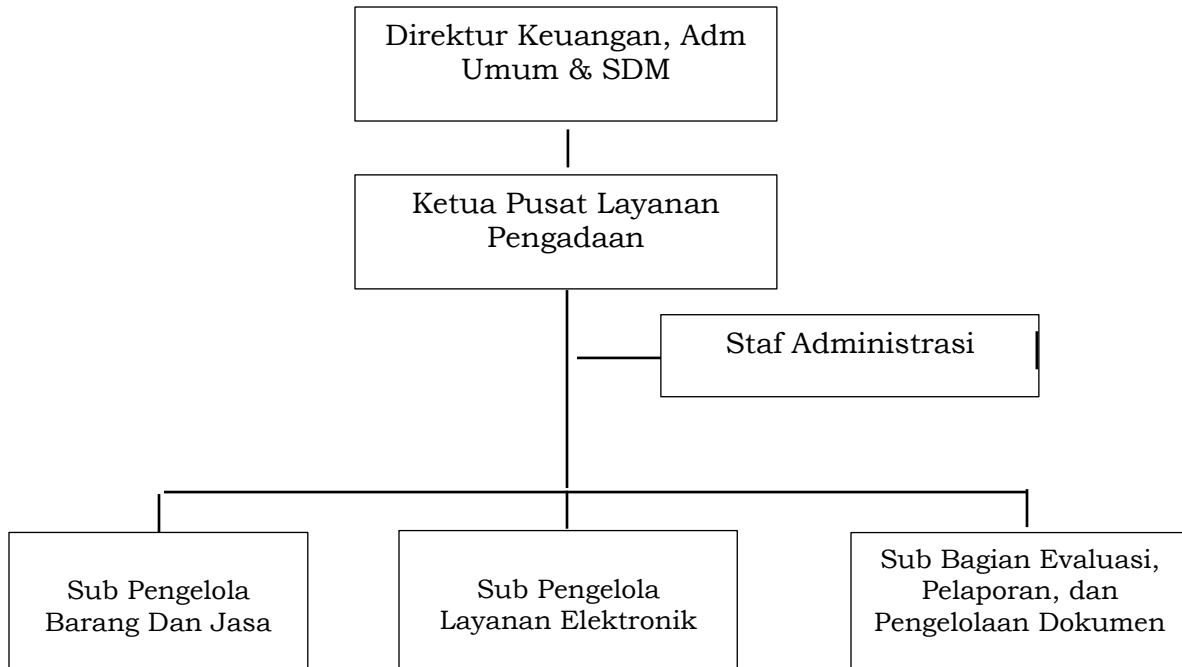 Direktur Keuangan, Adm
Umum & SDM
Ketua Pusat Layanan
Pengadaan
Staf Administrasi
Sub Pengelola
Barang Dan Jasa
Sub Pengelola
Layanan Elektronik
Sub Bagian Evaluasi,
Pelaporan, dan
Pengelolaan Dokumen